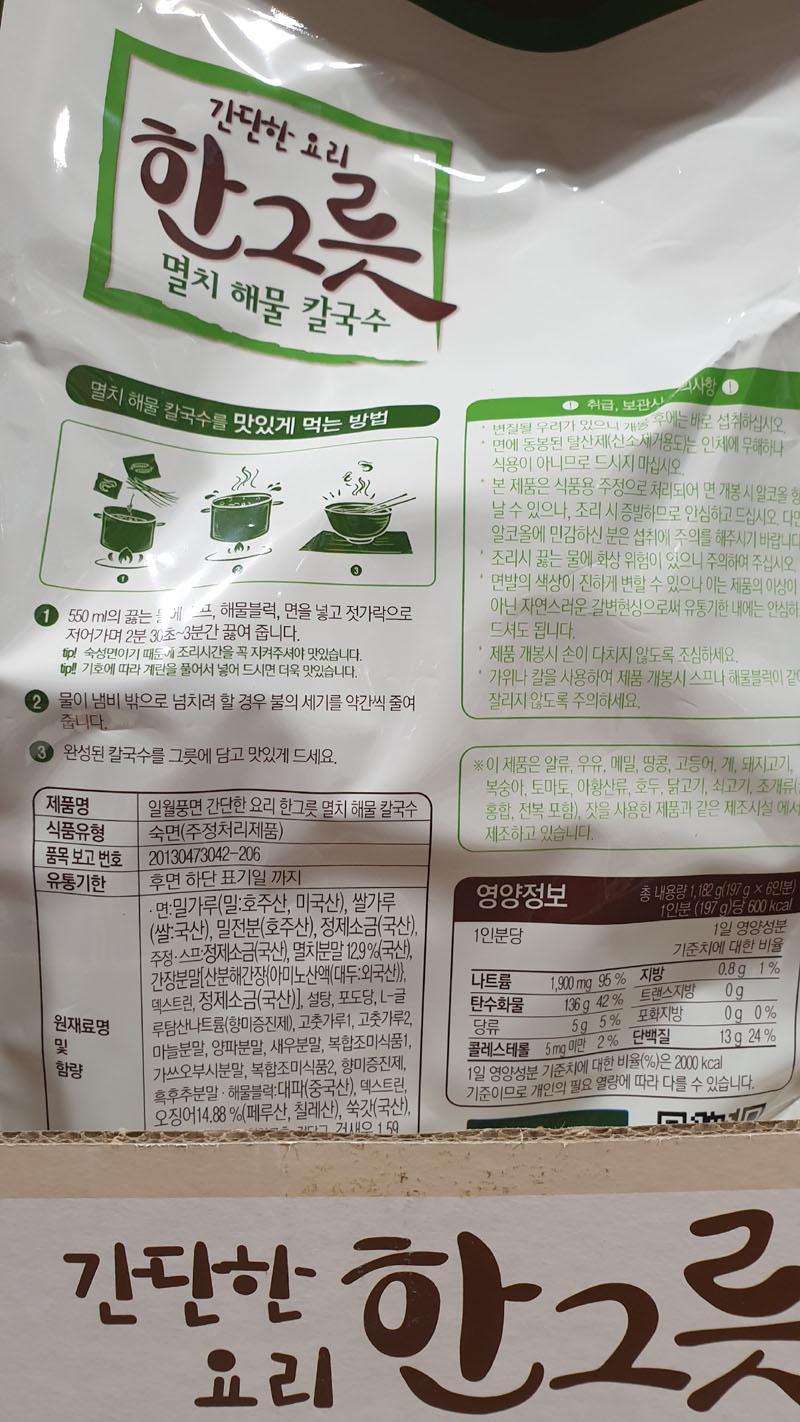 간단한 요리
한그릇
멸치 해물 칼국수
멸치 해물 칼국수를 맛있게 먹는 방법
1 2 3
1 550 ml의 끓는 해물블럭, 면을 넣고 젓가락으로
저어가며 2분 30초~3분간 끓여 줍니다.
tip! 숙성면이기 때문에 조리시간을 꼭 지켜주셔야 맛있습니다.
tip!! 기호에 따라 계란을 풀어서 넣어 드시면 더욱 맛있습니다.
2 물이 냄비 밖으로 넘치려 할 경우 불의 세기를 약간씩 줄여
줍니다.
3 완성된 칼국수를 그릇에 담고 맛있게 드세요.
제품명 일월풍면 간단한 요리 한그릇 멸치 해물 칼국수
식품유형 숙면(주정처리제품)
품목 보고 번호 20130473042-206
유통기한 후면 하단 표기일 까지
원재료명
및
함량
·면:밀가루(밀:호주산, 미국산), 쌀가루
(쌀:국산), 밀전분(호주산), 정제소금(국산),
주정·스프:정제소금(국산), 멸치분말 12.9%(국산),
간장분말[산분해간장(아미노산액(대두:외국산)),
덱스트린, 정제소금(국산)], 설탕, 포도당, L-글
루탐산나트륨(향미증진제), 고춧가루1, 고춧가루2,
마늘분말, 양파분말, 새우분말, 복합조미식품1,
가쓰오부시분말, 복합조미식품2, 향미증진제,
흑후추분말·해물블럭:대파(중국산), 덱스트린,
오징어14.88%(페루산, 칠레산), 쑥갓(국산),
건새우 1.59
취급, 보관시 의사항
· 변질될 우려가 있으니 개봉 후에는 바로 섭취하십시오.
· 면에 동봉된 탈산제(산소제거용도)는 인체에 무해하나
식용이 아니므로 드시지 마십시오.
· 본 제품은 식품용 주정으로 처리되어 면 개봉 시 알코올 향
날 수 있으나, 조리 시 증발하므로 안심하고 드십시오. 다만
알코올에 민감하신 분은 섭취에 주의를 해주시기 바랍니다
· 조리시 끓는 물에 화상 위험이 있으니 주의하여 주십시오
· 면발의 색상이 진하게 변할 수 있으나 이는 제품의 이상이
아닌 자연스러운 갈변현상으로써 유통기한 내에는 안심하
드셔도 됩니다.
· 제품 개봉시 손이 다치지 않도록 조심하세요.
· 가위나 칼을 사용하여 제품 개봉시 스프나 해물블럭이 같
잘리지 않도록 주의하세요.
※이 제품은 알류, 우유, 메밀, 땅콩, 고등어, 게, 돼지고기,
복숭아, 토마토, 아황산류, 호두, 닭고기, 쇠고기, 조개류(
홍합, 전복 포함), 잣을 사용한 제품과 같은 제조시설 에서
제조하고 있습니다.
영양정보 총 내용량 1,182 g(197 g × 6인분)
1인분 (197 g)당 600 kcal
1인분당 1일 영양성분
기준치에 대한 비율
나트륨 1,900 mg 95 % 지방 0.8 g 1 %
탄수화물 136 g 42 % 트랜스지방 0 g
당류 5 g 5 % 포화지방 0 g 0 %
콜레스테롤 5 mg 미만 2 % 단백질 13 g 24 %
1일 영양성분 기준치에 대한 비율(%)은 2000 kcal
기준이므로 개인의 필요 열량에 따라 다를 수 있습니다.
간단한
요리
한그릇